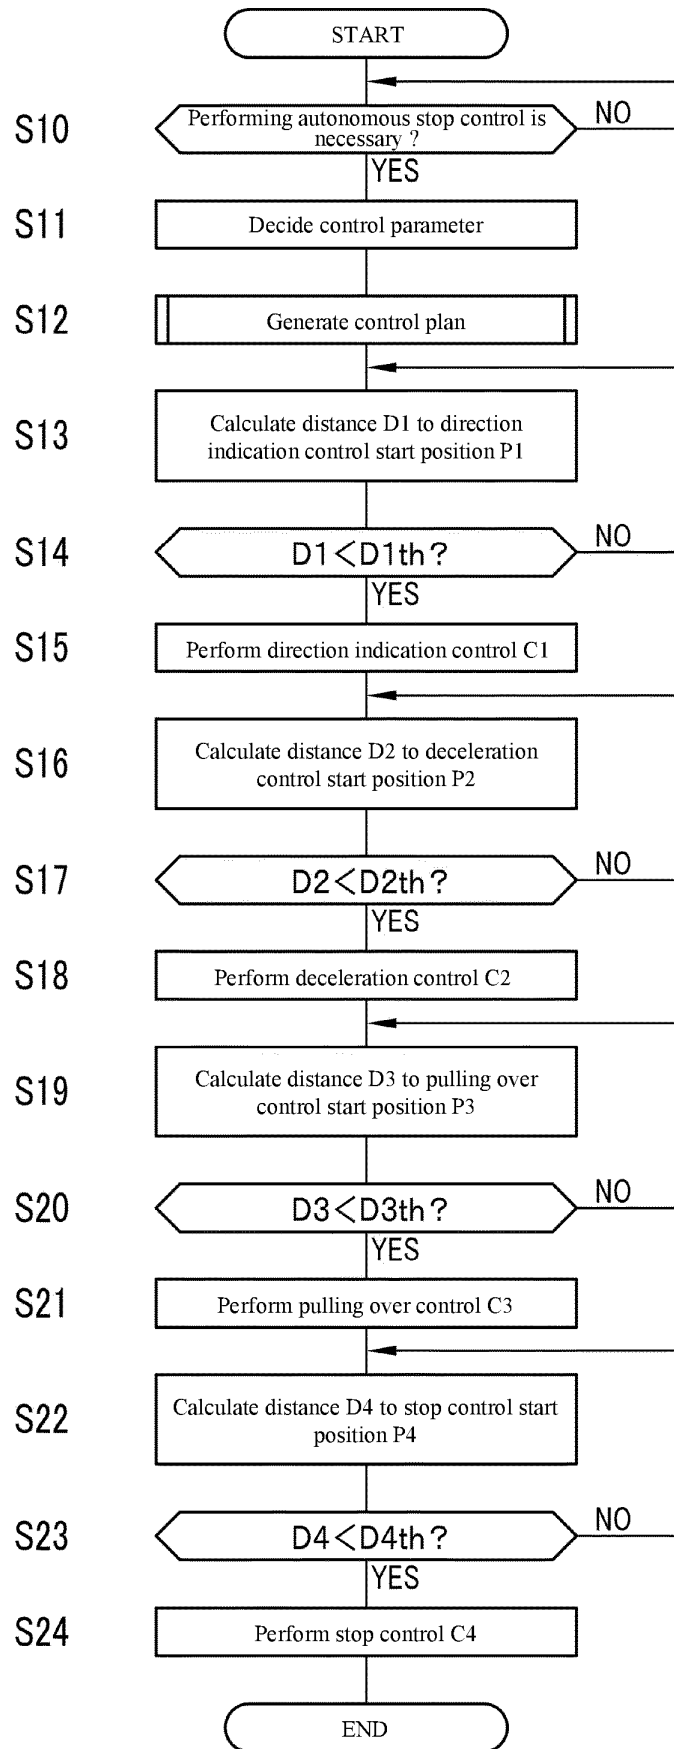 START
S10
Performing autonomous stop control is
necessary ?
NO
YES
S11
Decide control parameter
S12
Generate control plan
S13
Calculate distance D1 to direction
indication control start position P1
S14
D1<D1th?
NO
YES
S15
Perform direction indication control C1
S16
Calculate distance D2 to deceleration
control start position P2
S17
D2<D2th?
NO
YES
S18
Perform deceleration control C2
S19
Calculate distance D3 to pulling over
control start position P3
S20
D3<D3th?
NO
YES
S21
Perform pulling over control C3
S22
Calculate distance D4 to stop control start
position P4
S23
D4<D4th?
NO
YES
S24
Perform stop control C4
END